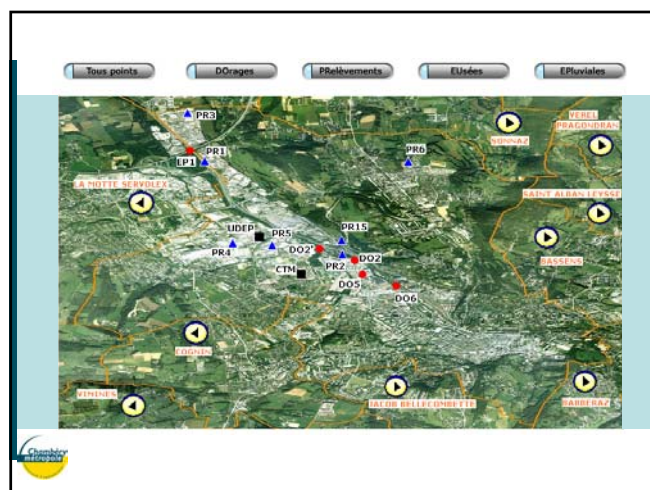 Tous points
DOrages
PRelèvements
EUsées
EPluviales
PR3
VEREL
PRAGONDRAN
SONNAZ
PR1
LP1
PR6
LA MOTTE SERVOLEX
SAINT ALBAN LEYSSE
UDEP
PR5
PR15
DO2'
DO2
PR4
PR2
BASSENS
CTM
DO5
DO6
COGNIN
VIMINES
JACOB BELLECOMBETTE
BARBERAZ
Chambéry
métropole